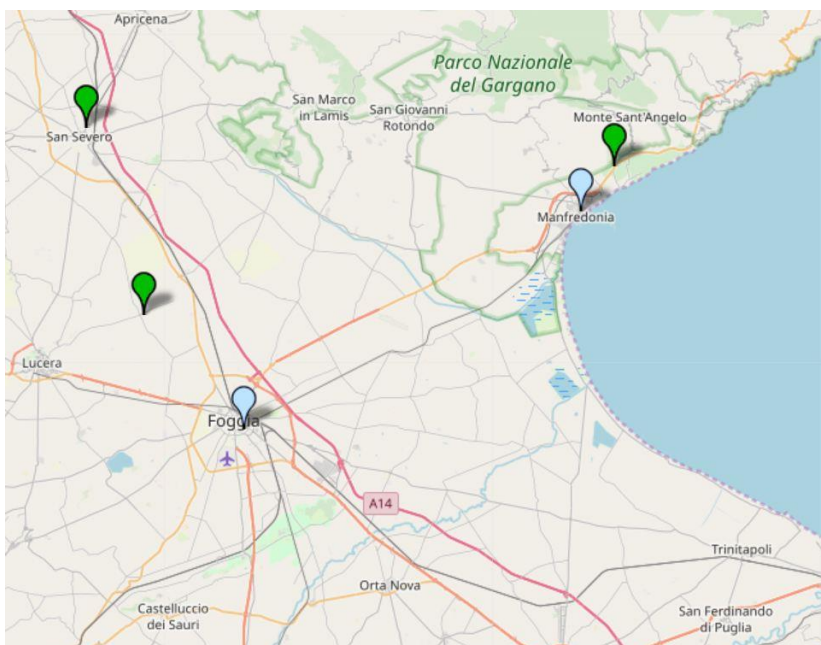 Apricena
Parco Nazionale
del Gargano
San Marco
in Lamis
San Giovanni
Rotondo
Monte Sant'Angelo
San Severo
Manfredonia
Lucera
Foggia
A14
Trinitapoli
Orta Nova
Castelluccio
dei Sauri
San Ferdinando
di Puglia